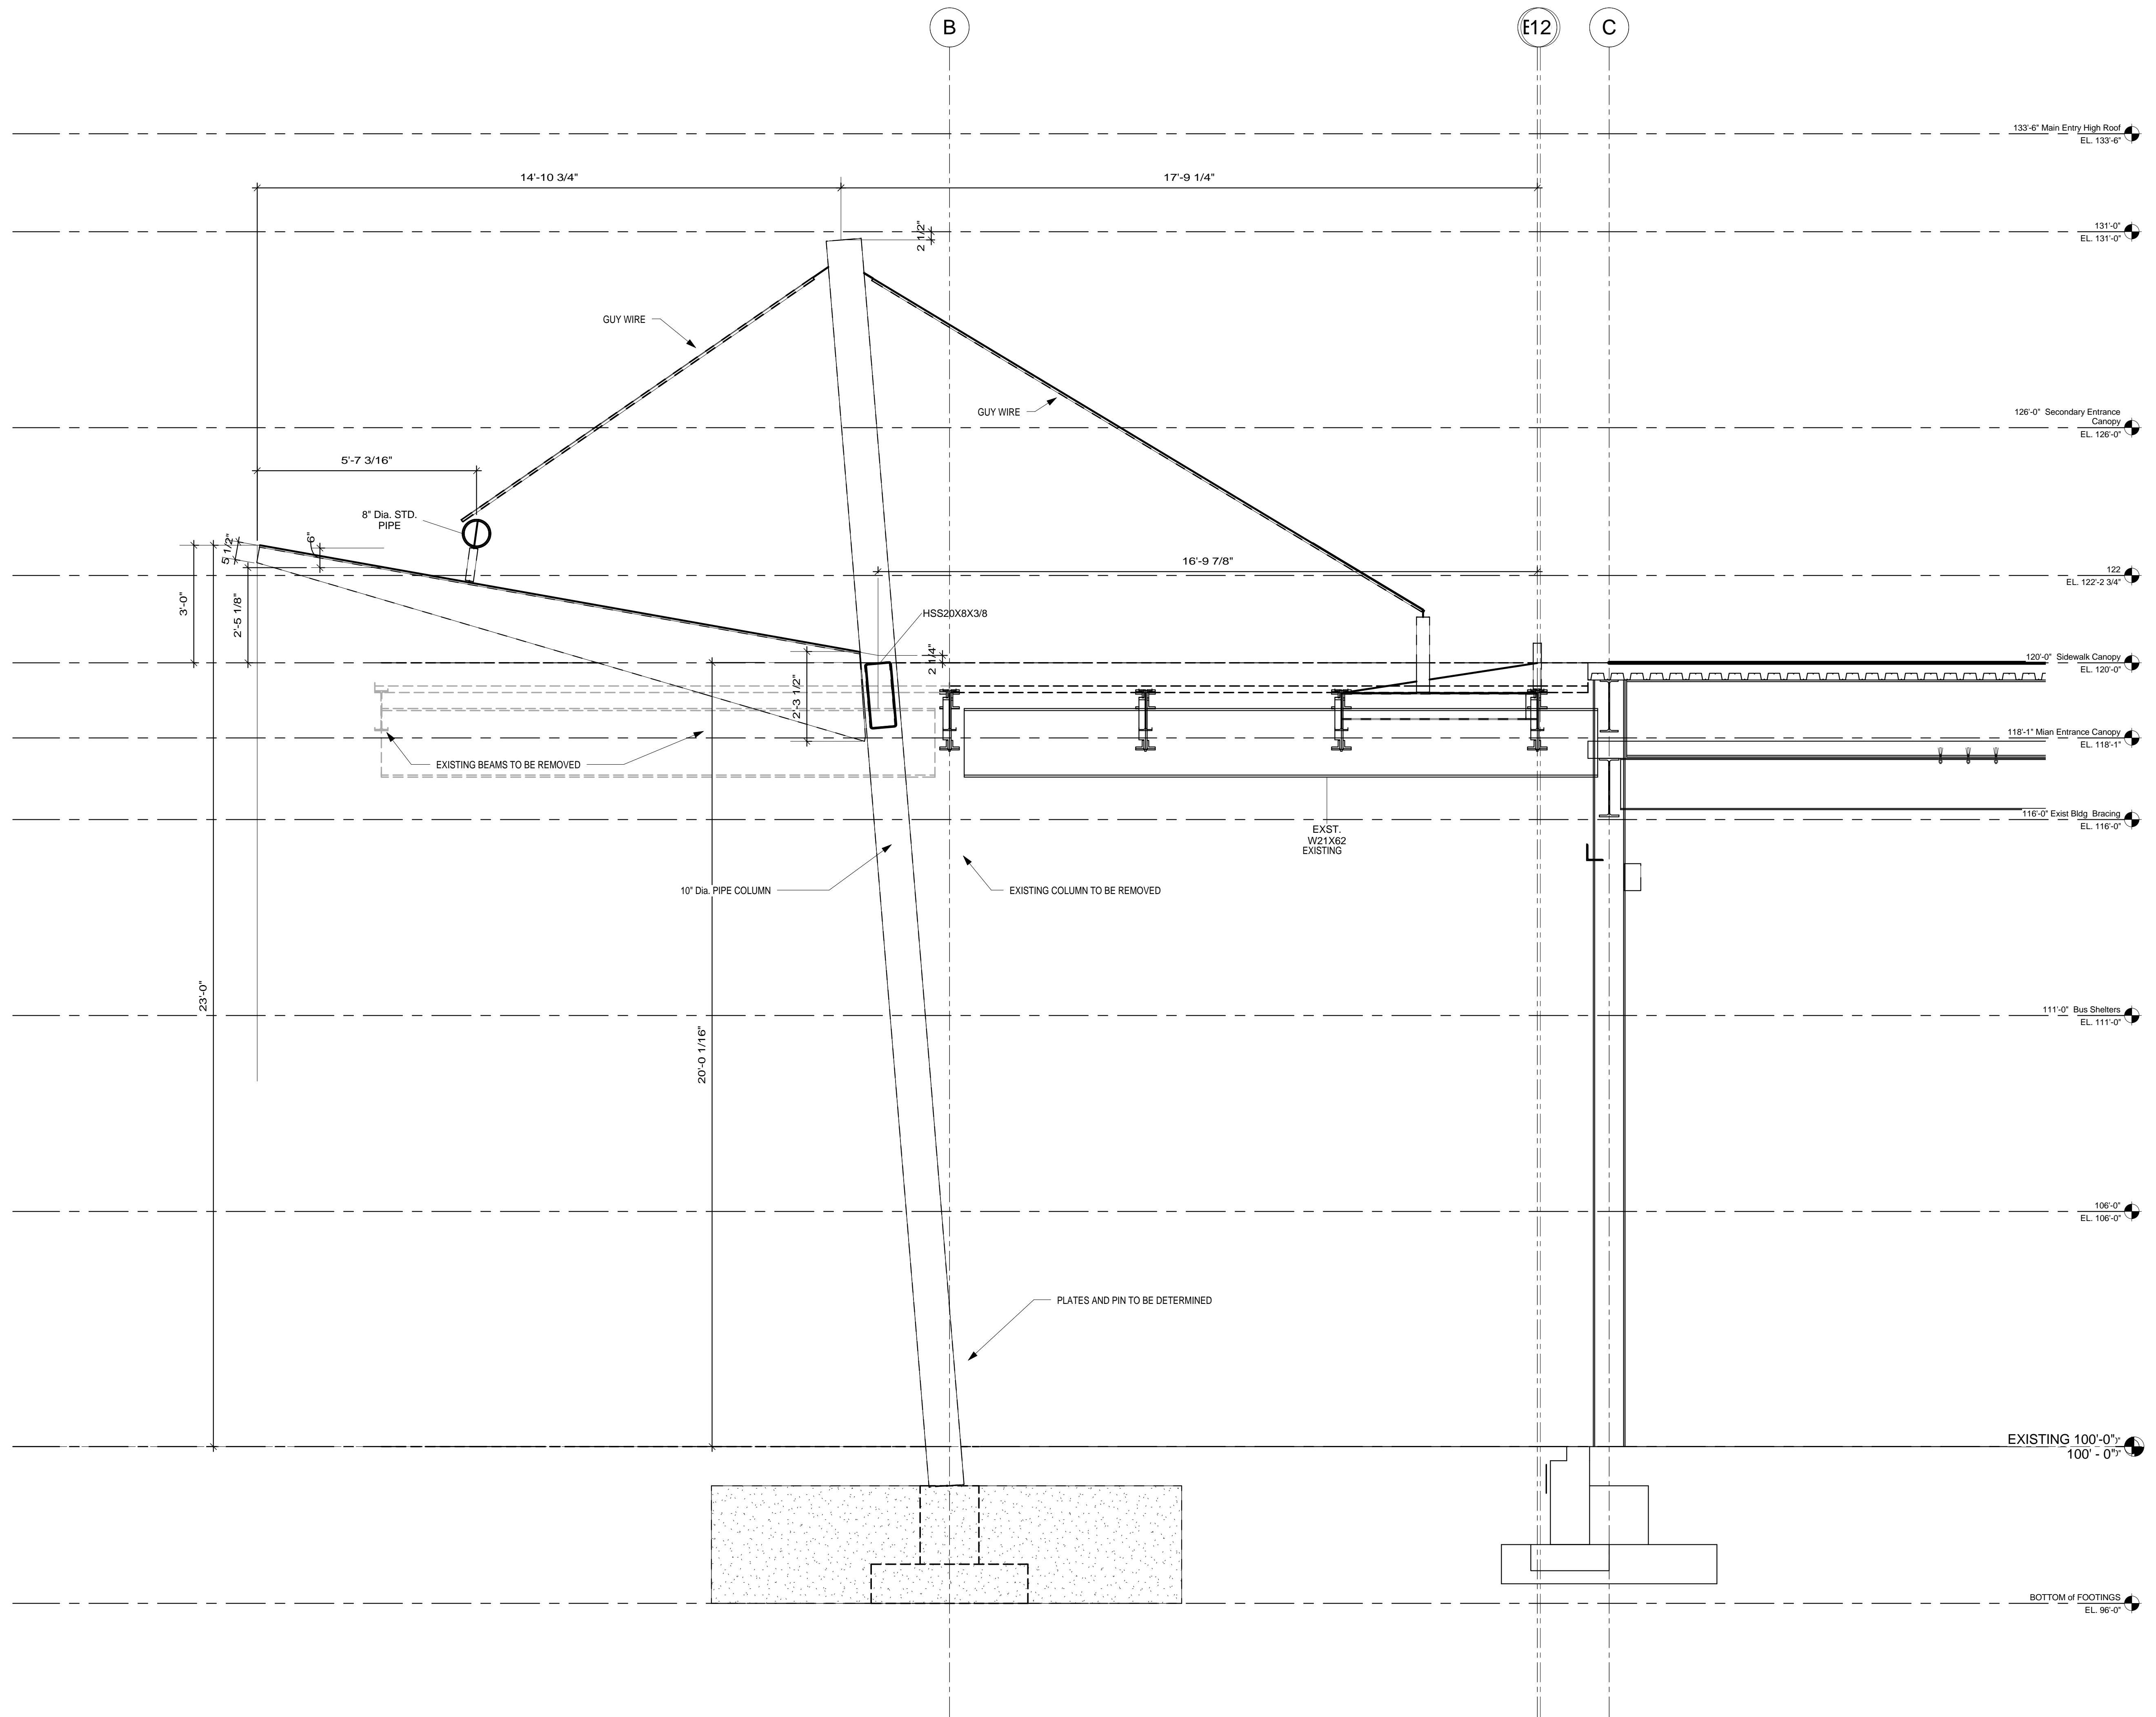 B
E12
C
133'-6" Main Entry High Roof
EL. 133'-6"
14'-10 3/4"
17'-9 1/4"
131'-0"
EL. 131'-0"
2 1/2"
GUY WIRE
GUY WIRE
126'-0" Secondary Entrance
Canopy
EL. 126'-0"
5'-7 3/16"
8" Dia. STD.
PIPE
5 1/2"
6"
16'-9 7/8"
122
EL. 122'-2 3/4"
3'-0"
2'-5 1/8"
HSS20X8X3/8
2 1/4"
120'-0" Sidewalk Canopy
EL. 120'-0"
2'-3 1/2"
118'-1" Mian Entrance Canopy
EL. 118'-1"
EXISTING BEAMS TO BE REMOVED
116'-0" Exist Bldg Bracing
EL. 116'-0"
EXST.
W21X62
EXISTING
10" Dia. PIPE COLUMN
EXISTING COLUMN TO BE REMOVED
23'-0"
20'-0 1/16"
111'-0" Bus Shelters
EL. 111'-0"
106'-0"
EL. 106'-0"
PLATES AND PIN TO BE DETERMINED
EXISTING 100'-0"
100' - 0"
BOTTOM of FOOTINGS
EL. 96'-0"